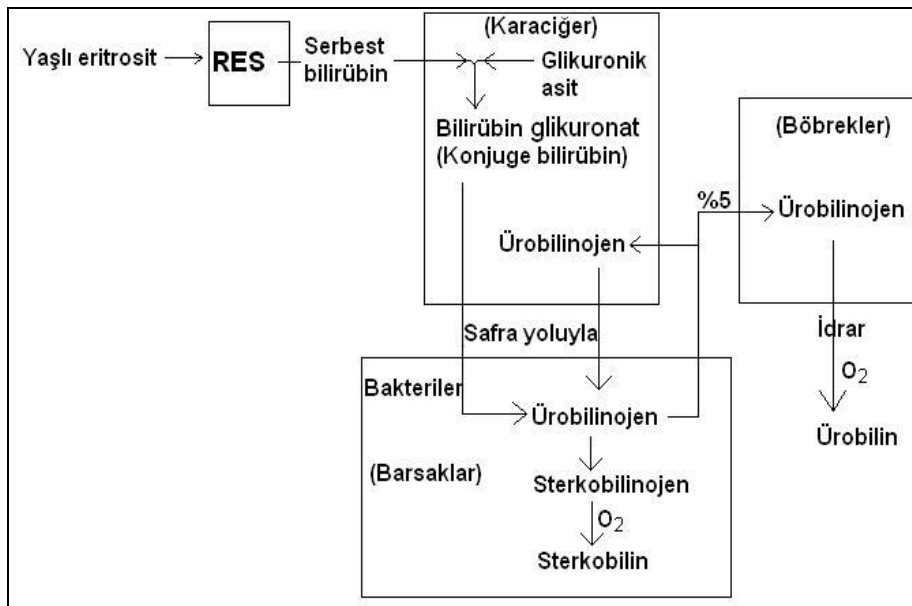 (Karaciğer)
Yaşlı eritrosit
RES
Serbest
bilirübin
Glikuronik
asit
Bilirübin glikuronat
(Konjuge bilirübin)
(Böbrekler)
%5
Ürobilinojen
Ürobilinojen
Safra yoluyla
İdrar
O2
Bakteriler
Ürobilinojen
Ürobilin
(Barsaklar)
Sterkobilinojen
O2
Sterkobilin